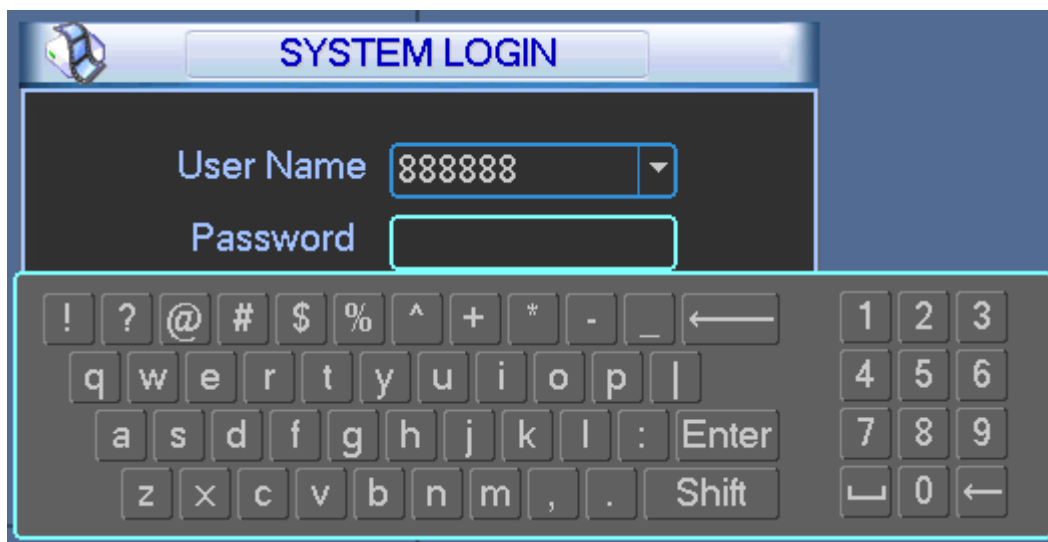 SYSTEM LOGIN
User Name 888888
Password
! ? @ # $ % ^ + * - _ ← 1 2 3
q w e r t y u i o p | 4 5 6
a s d f g h j k l : Enter 7 8 9
z x c v b n m , . Shift ⌴ 0 ←